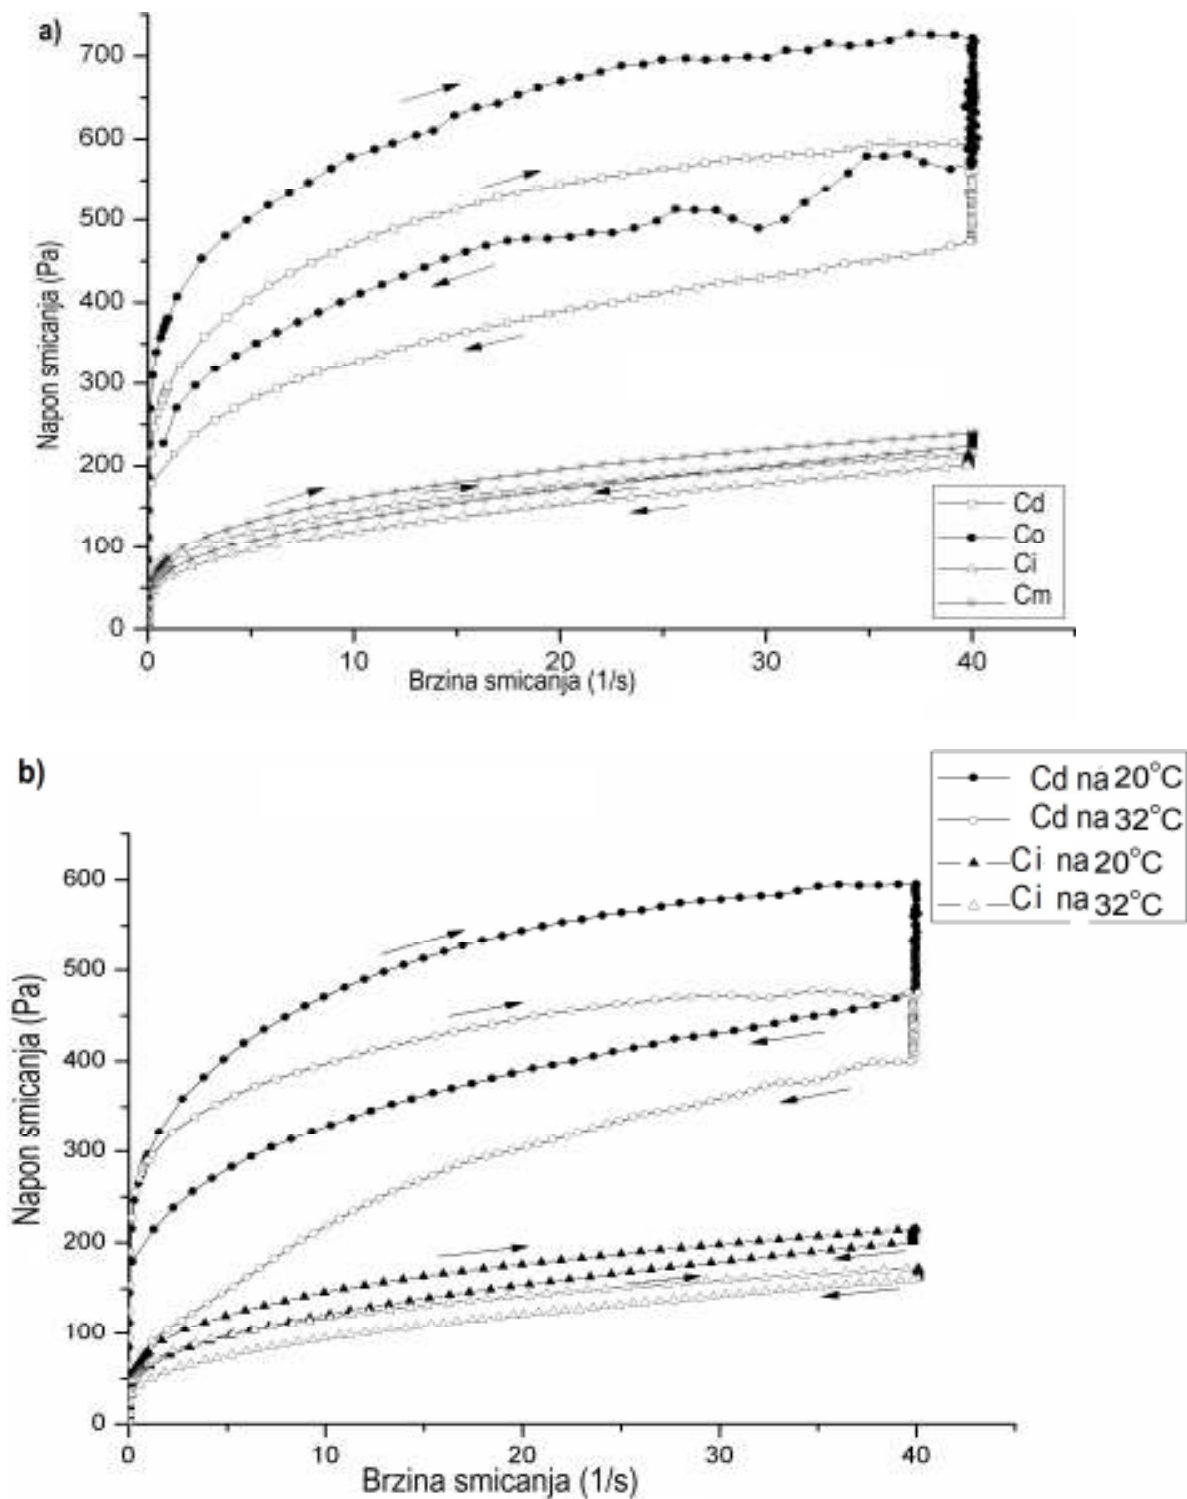 a)
700
600
500
400
300
200
100
0
Napon smicanja (Pa)
0 10 20 30 40
Brzina smicanja (1/s)
Cd
Co
Ci
Cm
b)
Cd na 20°C
Cd na 32°C
Ci na 20°C
Ci na 32°C
600
500
400
300
200
100
0
Napon smicanja (Pa)
0 10 20 30 40
Brzina smicanja (1/s)